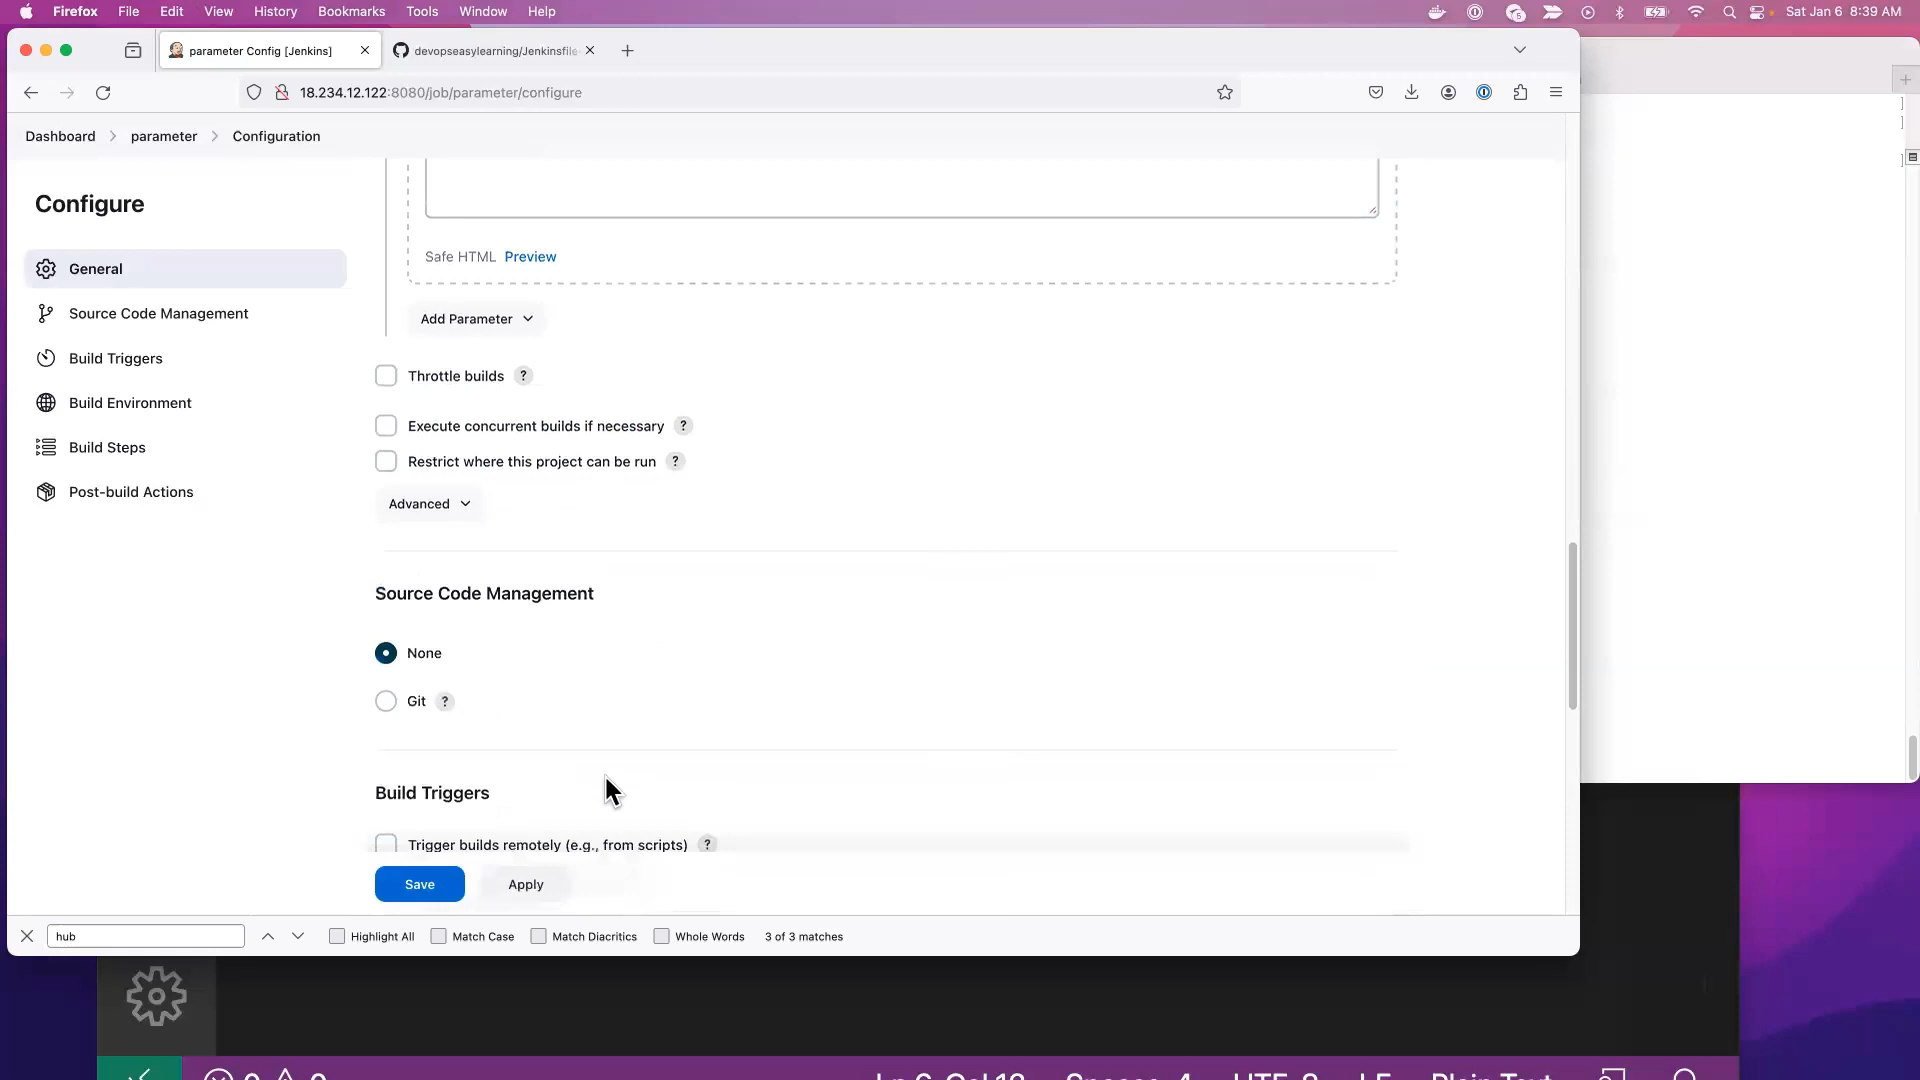 Firefox File Edit View History Bookmarks Tools Window Help
5
Sat Jan 6 8:39 AM
parameter Config [Jenkins]
devopseasylearning/Jenkinsfile
18.234.12.122:8080/job/parameter/configure
Dashboard > parameter > Configuration
Configure
General
Source Code Management
Build Triggers
Build Environment
Build Steps
Post-build Actions
Safe HTML Preview
Add Parameter
Throttle builds ?
Execute concurrent builds if necessary ?
Restrict where this project can be run ?
Advanced
Source Code Management
None
Git ?
Build Triggers
Trigger builds remotely (e.g., from scripts) ?
Save Apply
hub Highlight All Match Case Match Diacritics Whole Words 3 of 3 matches